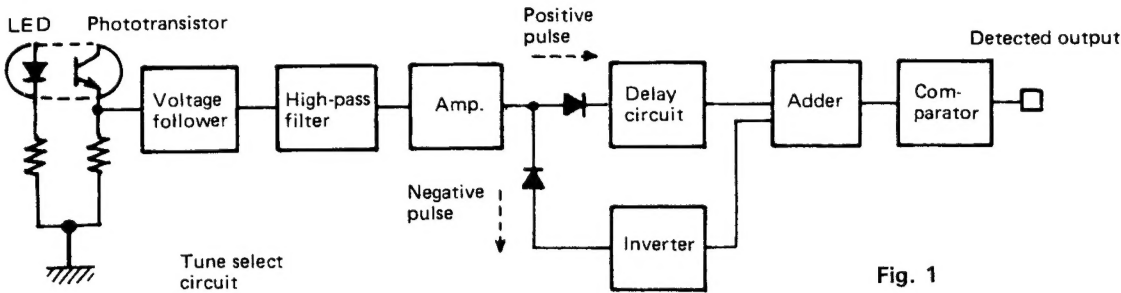 LED
Phototransistor
Voltage
follower
High-pass
filter
Amp.
Positive
pulse
Negative
pulse
Delay
circuit
Inverter
Adder
Com-
parator
Detected output
Tune select
circuit
Fig. 1